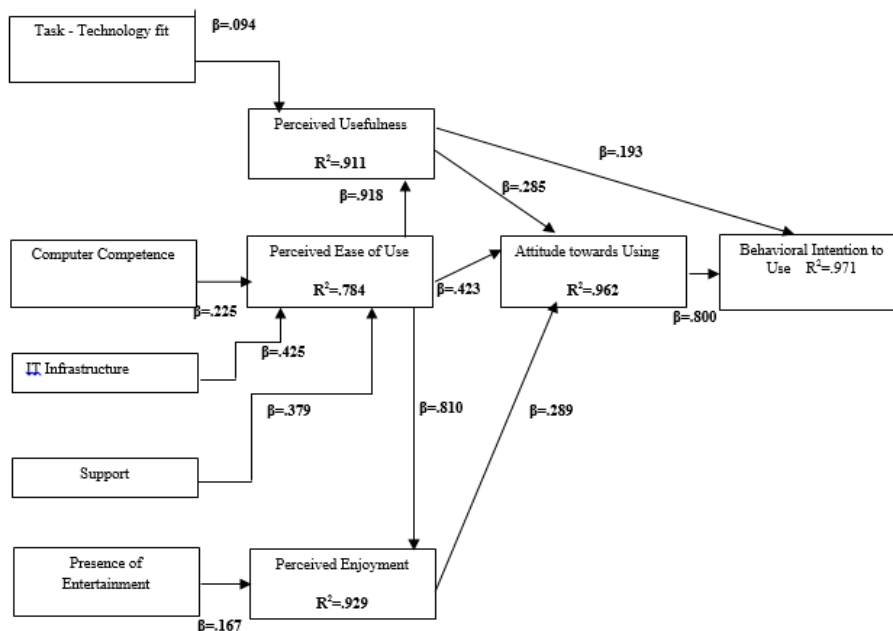 Task - Technology fit
β=.094
Perceived Usefulness
R²=.911
β=.193
β=.285
β=.918
Computer Competence
Perceived Ease of Use
R²=.784
Attitude towards Using
R²=.962
Behavioral Intention to
Use R²=.971
β=.225
β=.423
β=.800
β=.425
IT Infrastructure
β=.379
β=.810
β=.289
Support
Presence of
Entertainment
Perceived Enjoyment
R²=.929
β=.167